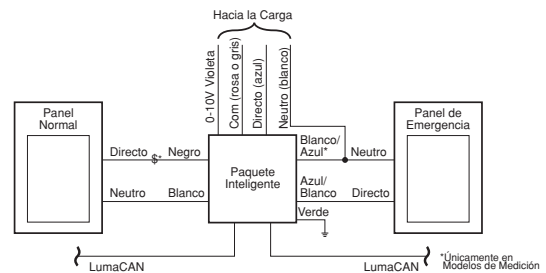 Hacia la Carga
0-10V Violeta
Com (rosa o gris)
Directo (azul)
Neutro (blanco)
Panel
Normal
Panel de
Emergencia
Directo
$*
Negro
Neutro
Blanco
Paquete
Inteligente
Blanco/
Azul*
Neutro
Azul/
Blanco
Directo
Verde
LumaCAN
LumaCAN
*Únicamente en
Modelos de Medición